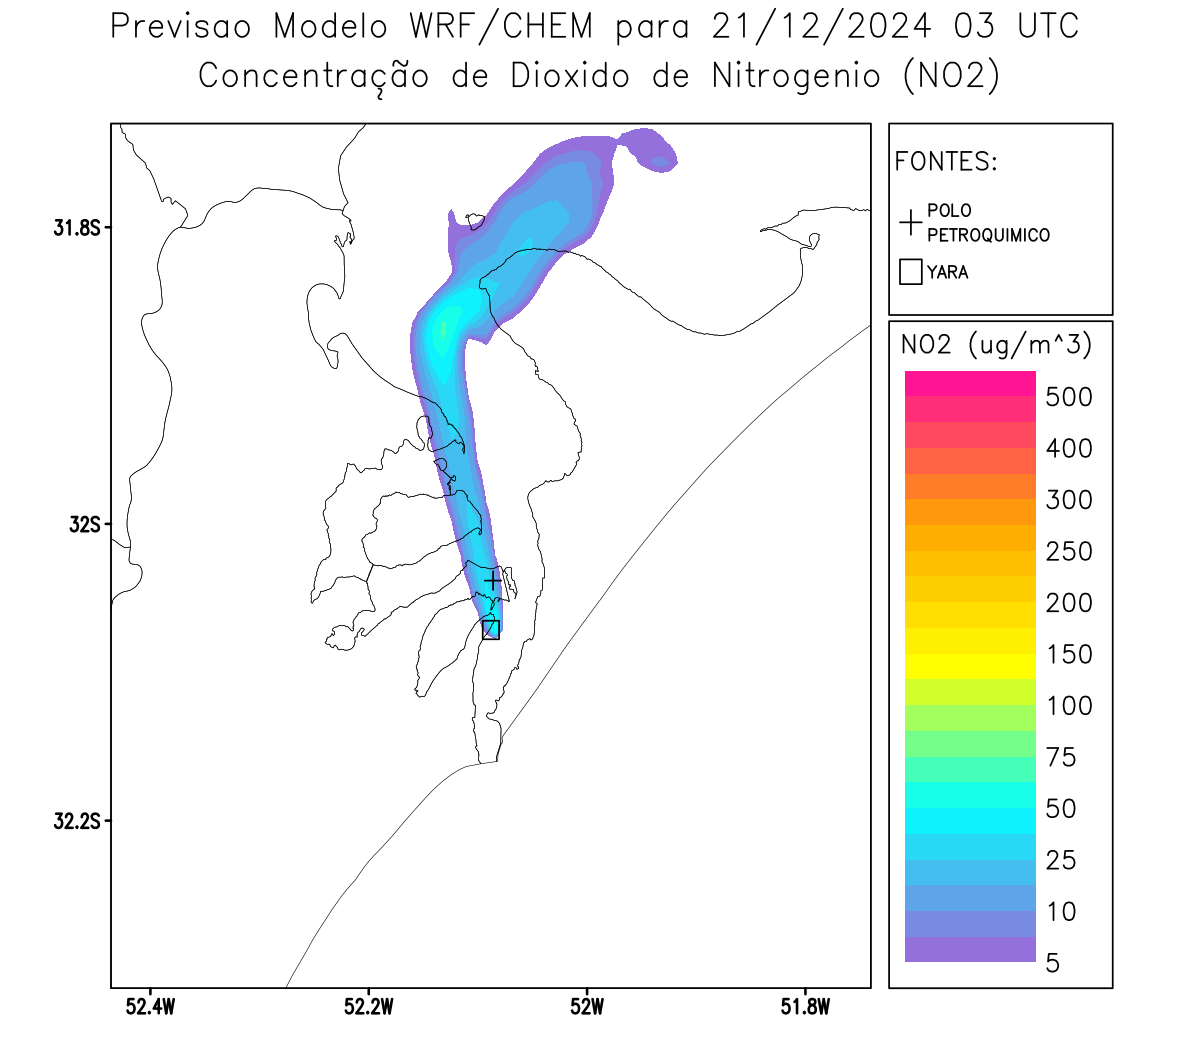 Previsao Modelo WRF/CHEM para 21/12/2024 03 UTC
Concentração de Dioxido de Nitrogenio (NO2)
FONTES:
POLO
PETROQUIMICO
YARA
31.8S
32S
32.2S
52.4W
52.2W
52W
51.8W
NO2 (ug/m^3)
500
400
300
250
200
150
100
75
50
25
10
5